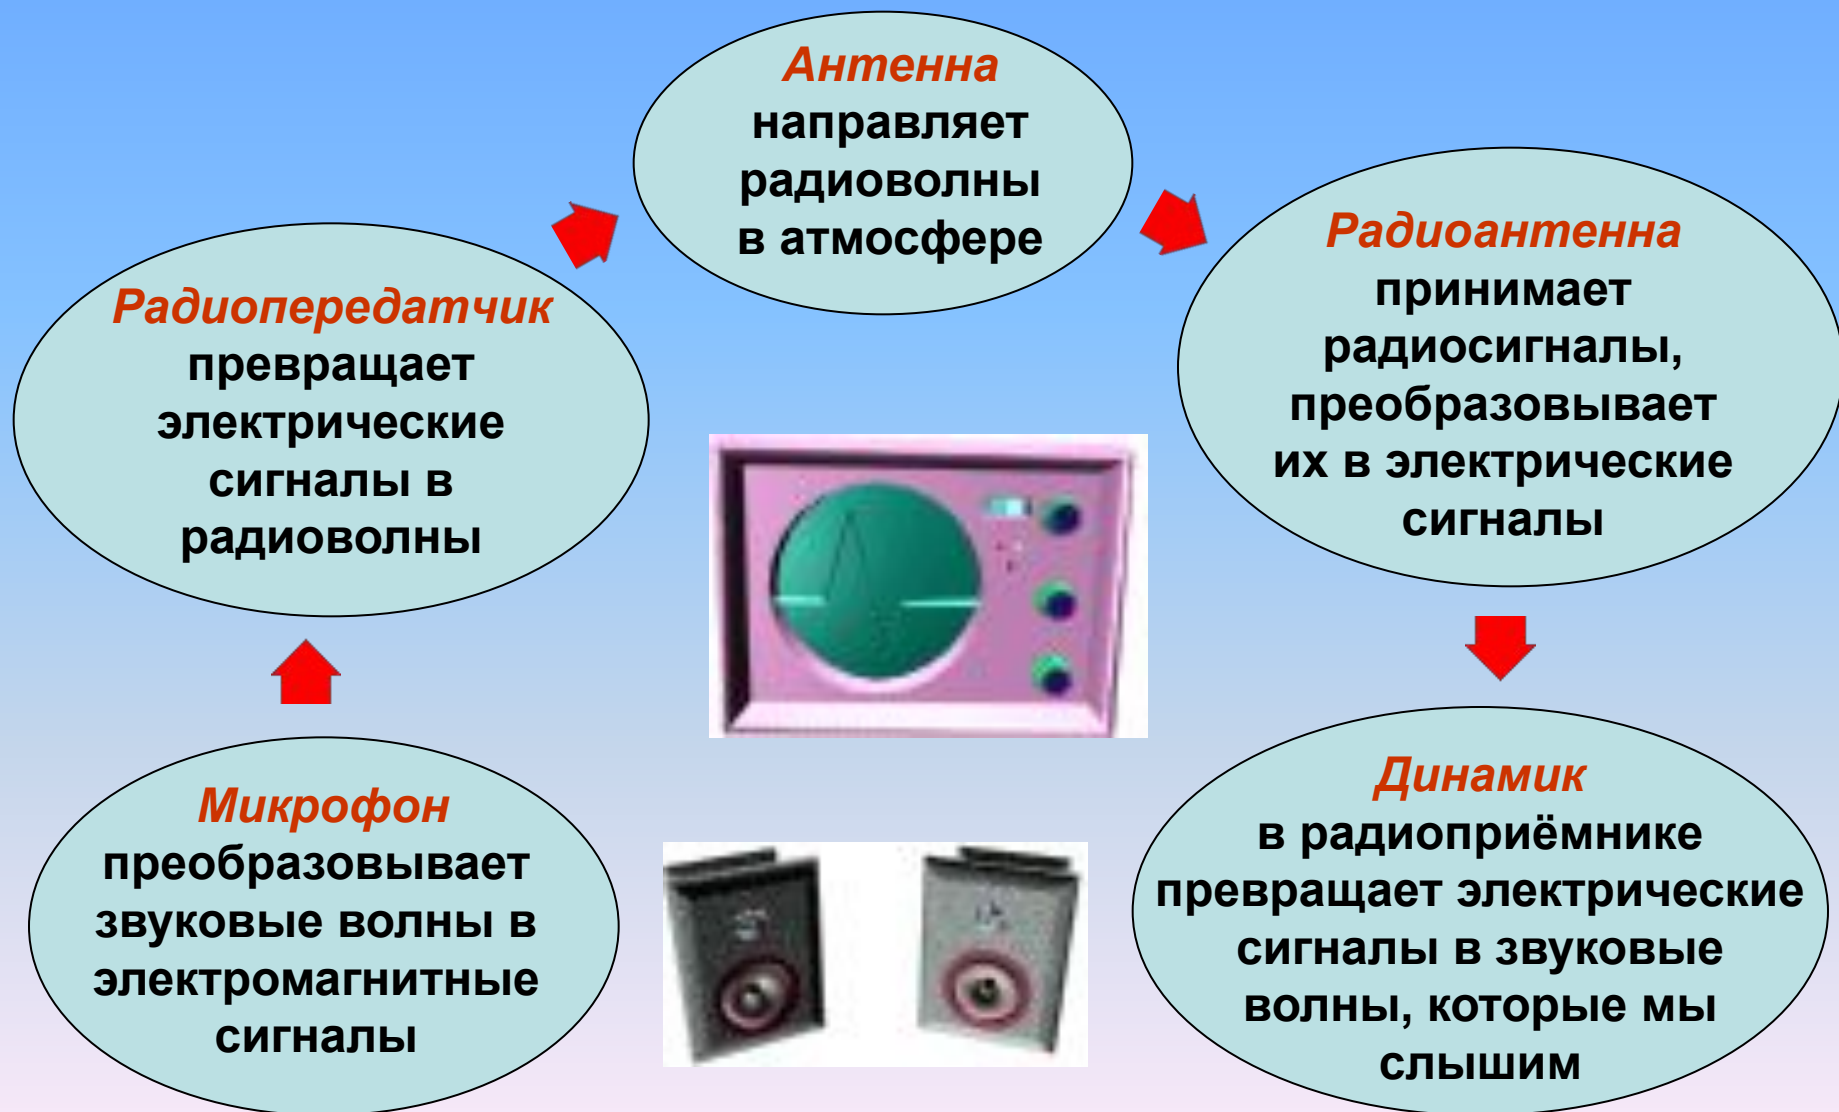 Антенна
направляет
радиоволны
в атмосфере
Радиопередатчик
превращает
электрические
сигналы в
радиоволны
Радиоантенна
принимает
радиосигналы,
преобразовывает
их в электрические
сигналы
Микрофон
преобразовывает
звуковые волны в
электромагнитные
сигналы
Динамик
в радиоприёмнике
превращает электрические
сигналы в звуковые
волны, которые мы
слышим